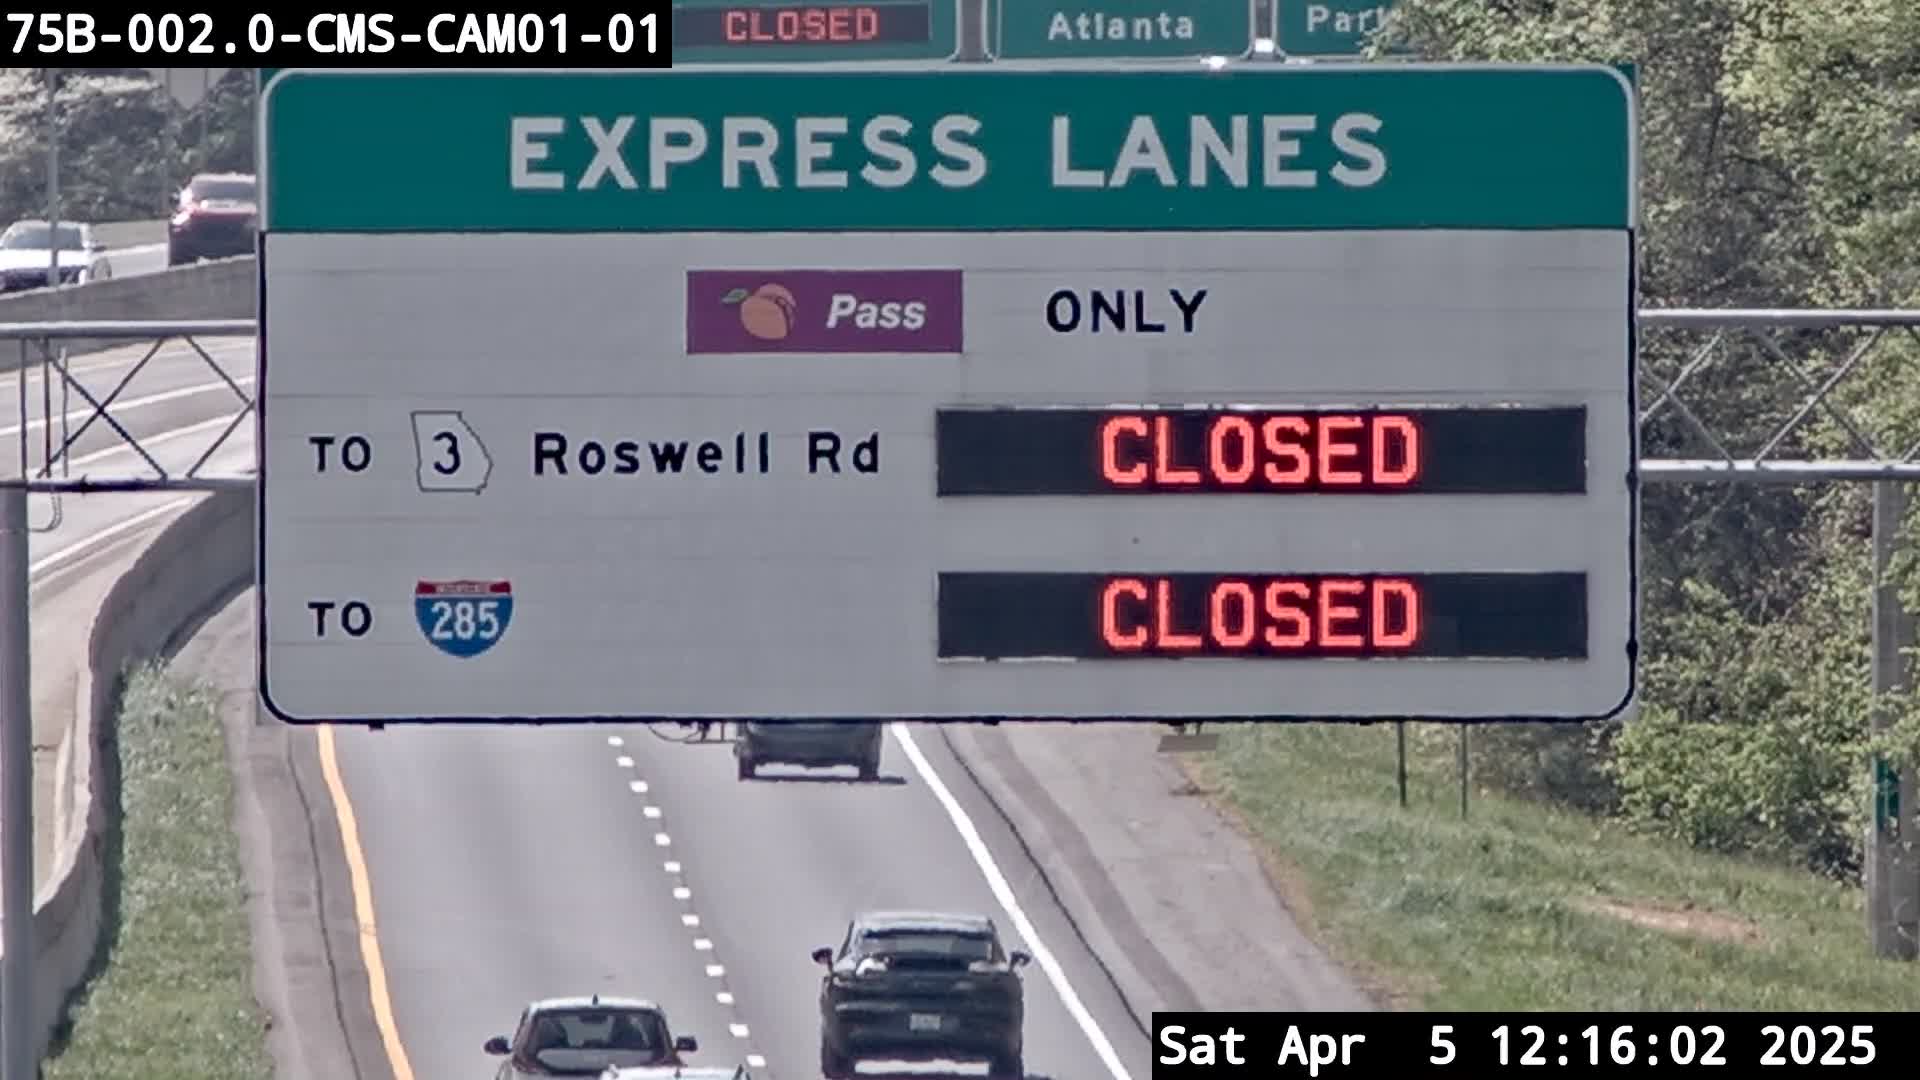 75B-002.0-CMS-CAM01-01
CLOSED
Atlanta
EXPRESS LANES
Pass ONLY
TO 3 Roswell Rd CLOSED
TO 285 CLOSED
Sat Apr 5 12:16:02 2025